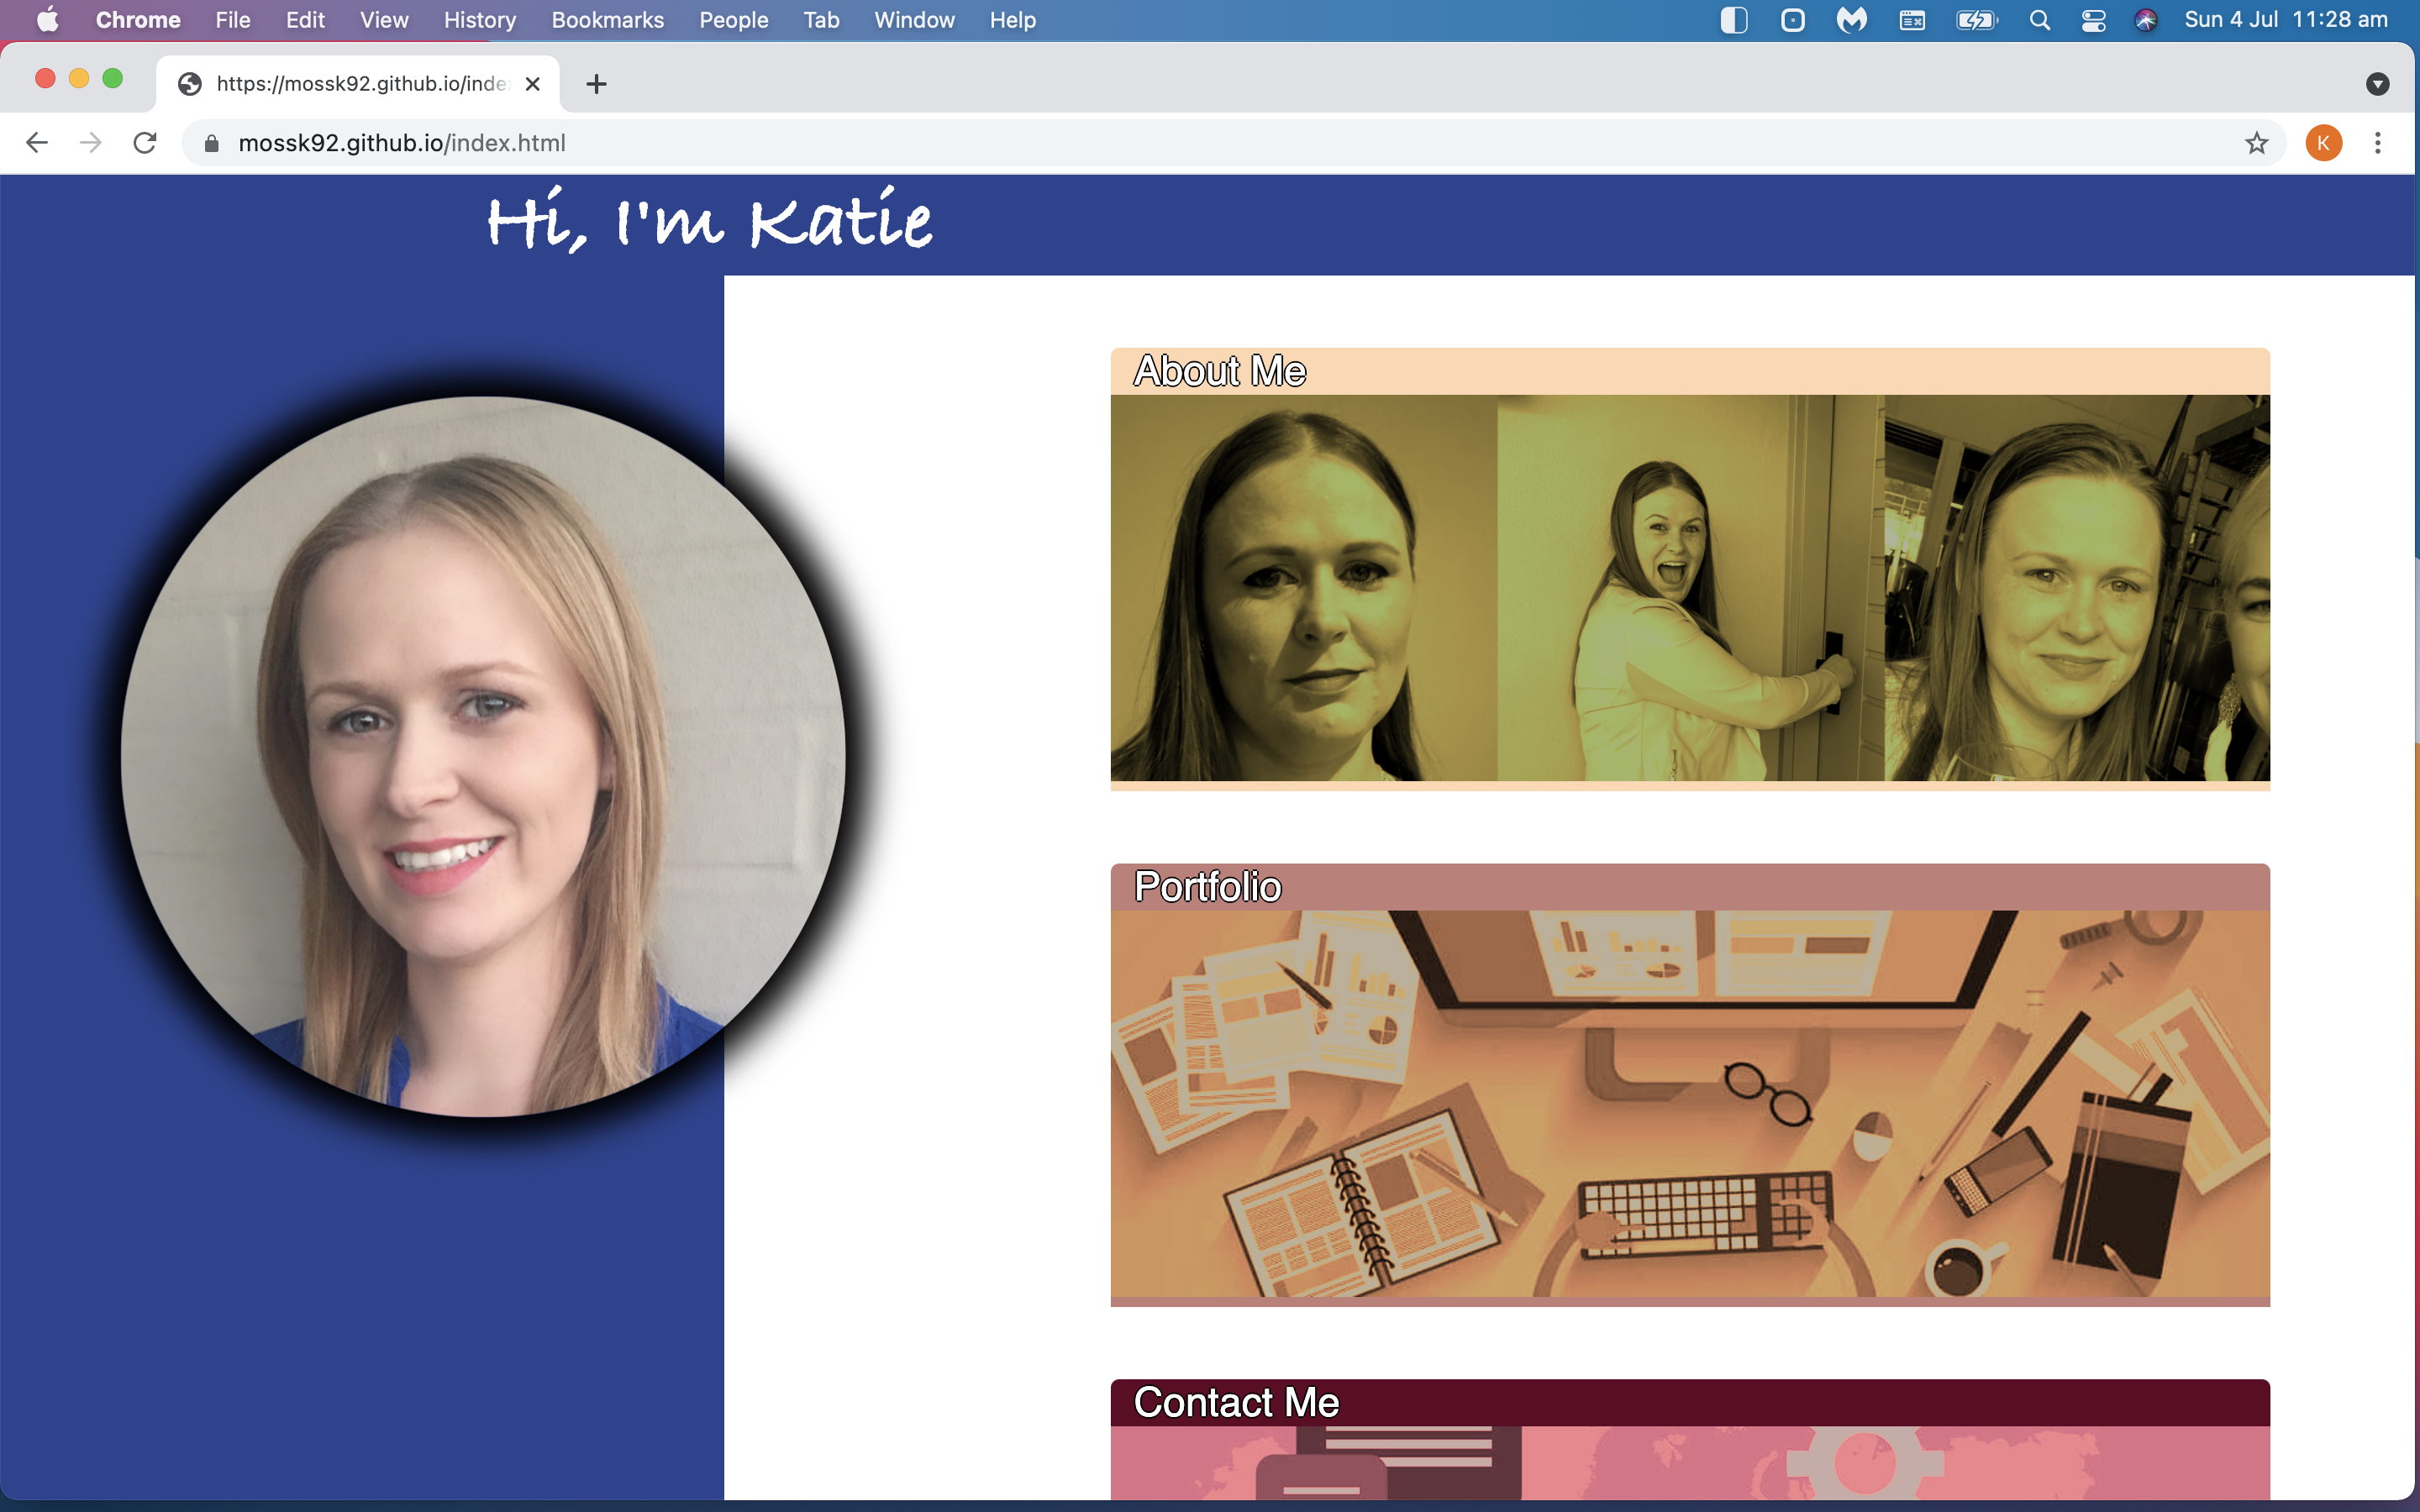 Chrome File Edit View History Bookmarks People Tab Window Help Sun 4 Jul 11:28 am
https://mossk92.github.io/inde
mossk92.github.io/index.html
K
Hi, I'm Katie
About Me
Portfolio
Contact Me